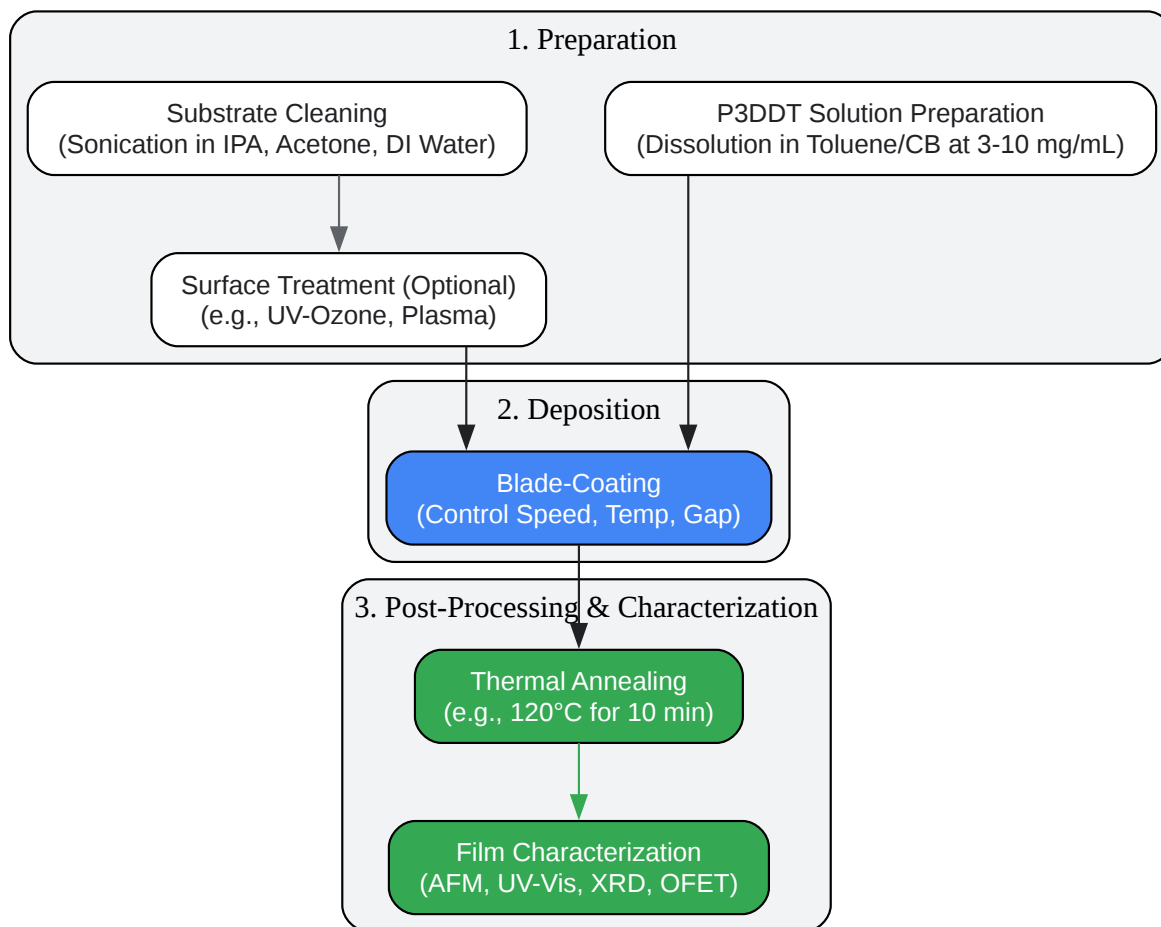 1. Preparation
Substrate Cleaning
(Sonication in IPA, Acetone, DI Water)
P3DDT Solution Preparation
(Dissolution in Toluene/CB at 3-10 mg/mL)
Surface Treatment (Optional)
(e.g., UV-Ozone, Plasma)
2. Deposition
Blade-Coating
(Control Speed, Temp, Gap)
3. Post-Processing & Characterization
Thermal Annealing
(e.g., 120°C for 10 min)
Film Characterization
(AFM, UV-Vis, XRD, OFET)